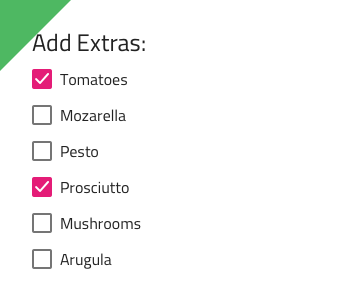 Add Extras:
Tomatoes
Mozarella
Pesto
Prosciutto
Mushrooms
Arugula